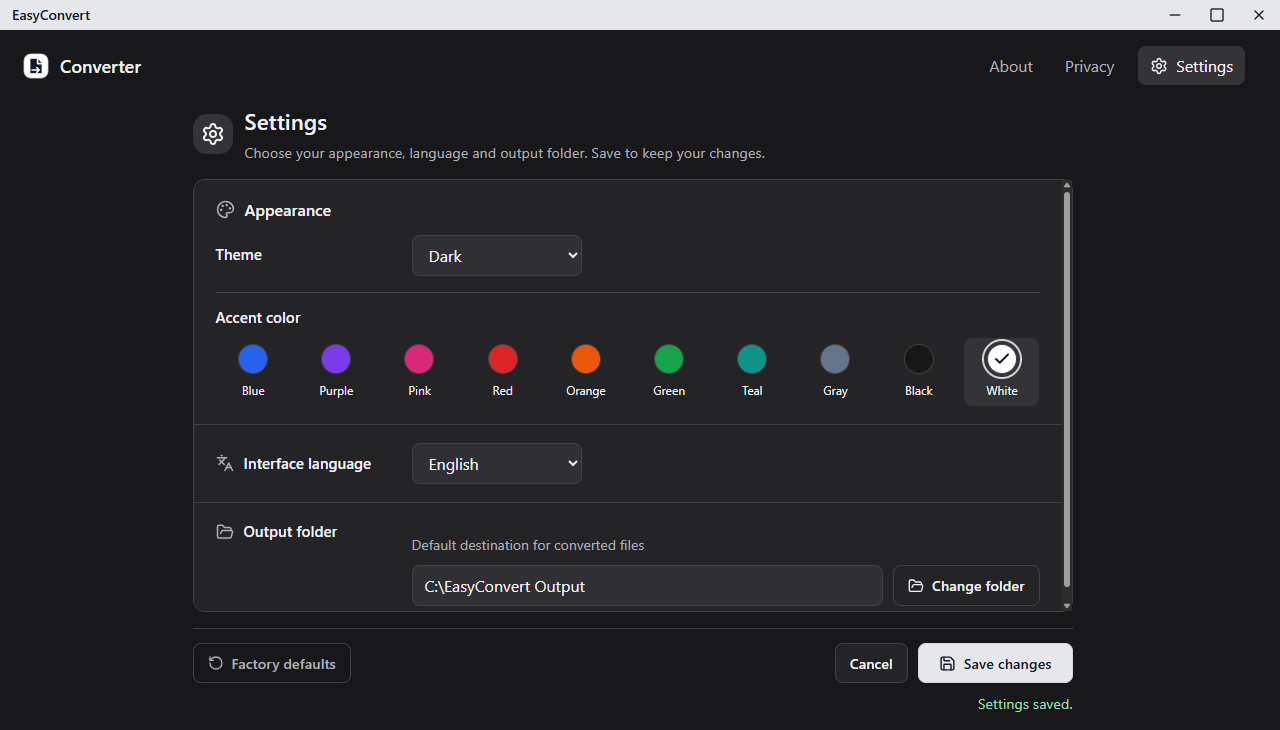 EasyConvert
Converter
About
Privacy
Settings
Settings
Choose your appearance, language and output folder. Save to keep your changes.
Appearance
Theme
Dark
Accent color
Blue
Purple
Pink
Red
Orange
Green
Teal
Gray
Black
White
Interface language
English
Output folder
Default destination for converted files
C:\EasyConvert Output
Change folder
Factory defaults
Cancel
Save changes
Settings saved.